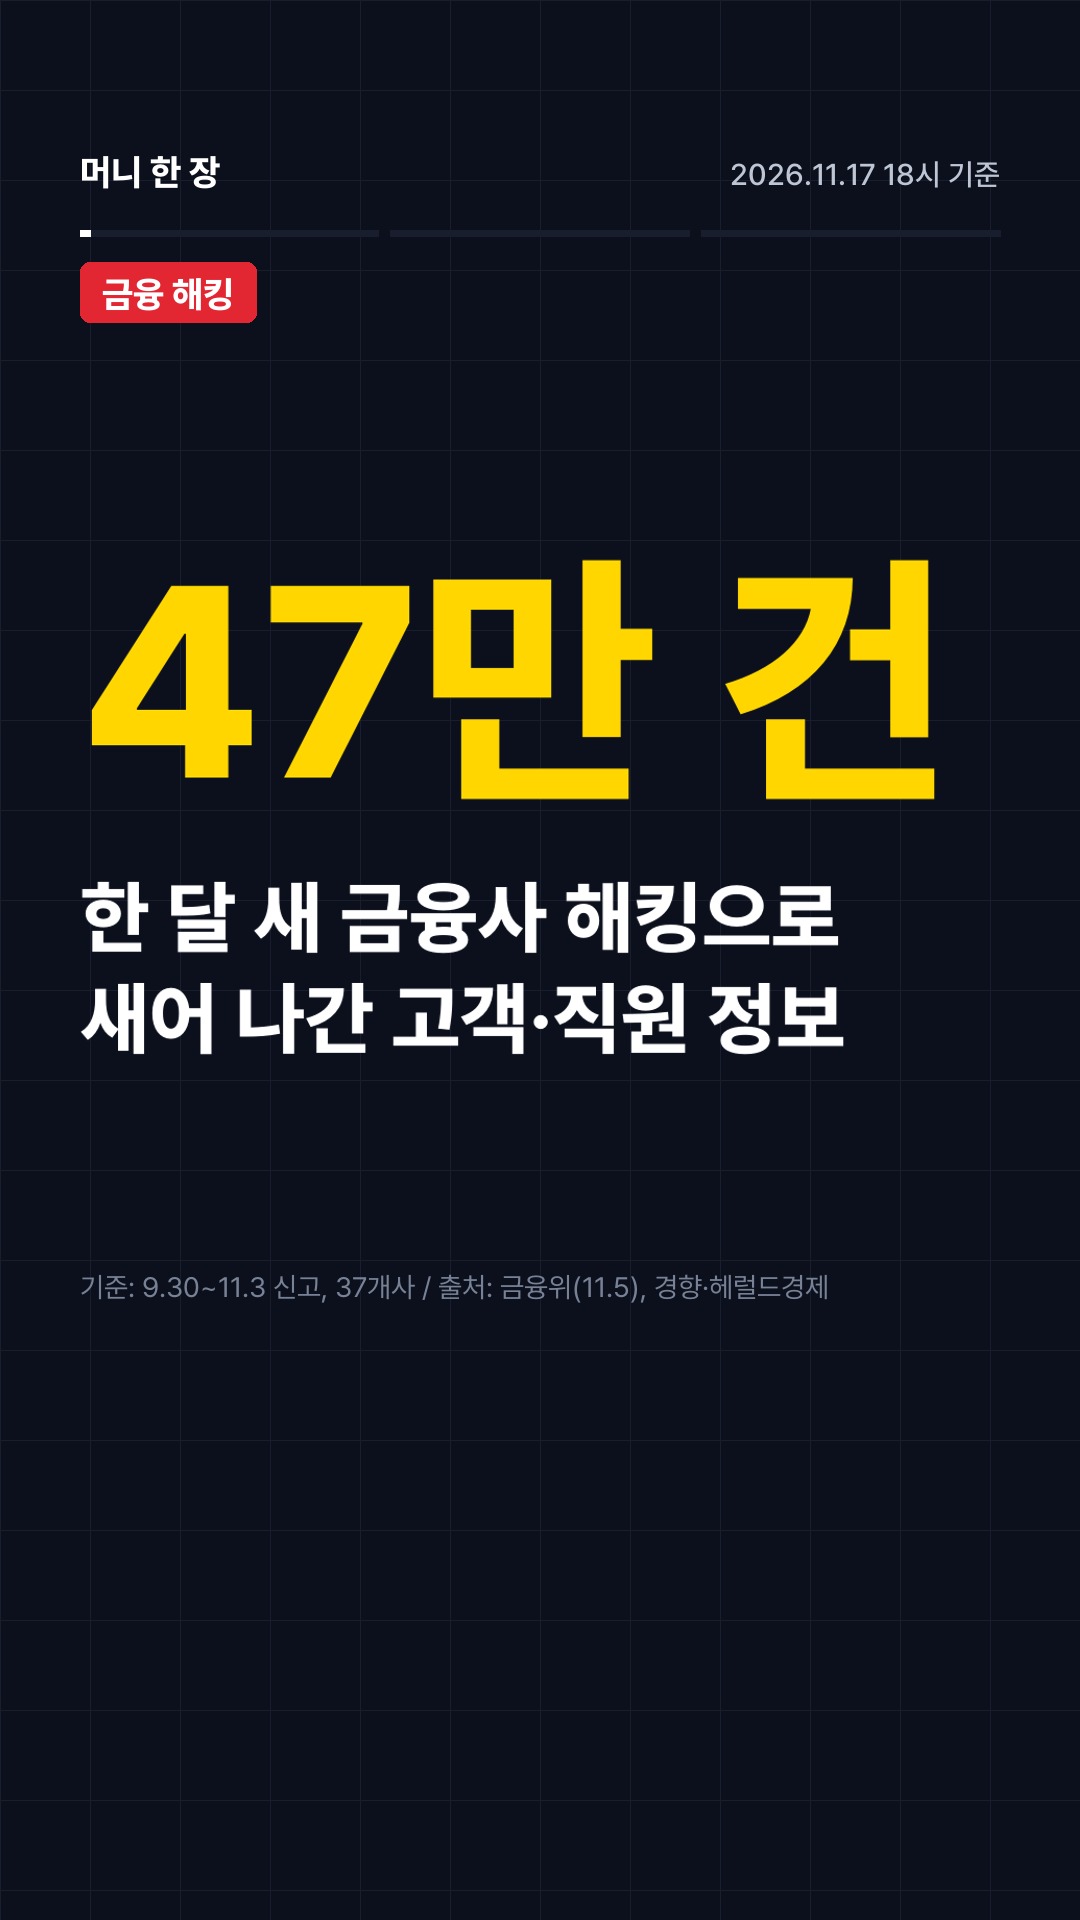 머니 한 장
2026.11.17 18시 기준
금융 해킹
47만 건
한 달 새 금융사 해킹으로
새어 나간 고객·직원 정보
기준: 9.30~11.3 신고, 37개사 / 출처: 금융위(11.5), 경향·헤럴드경제